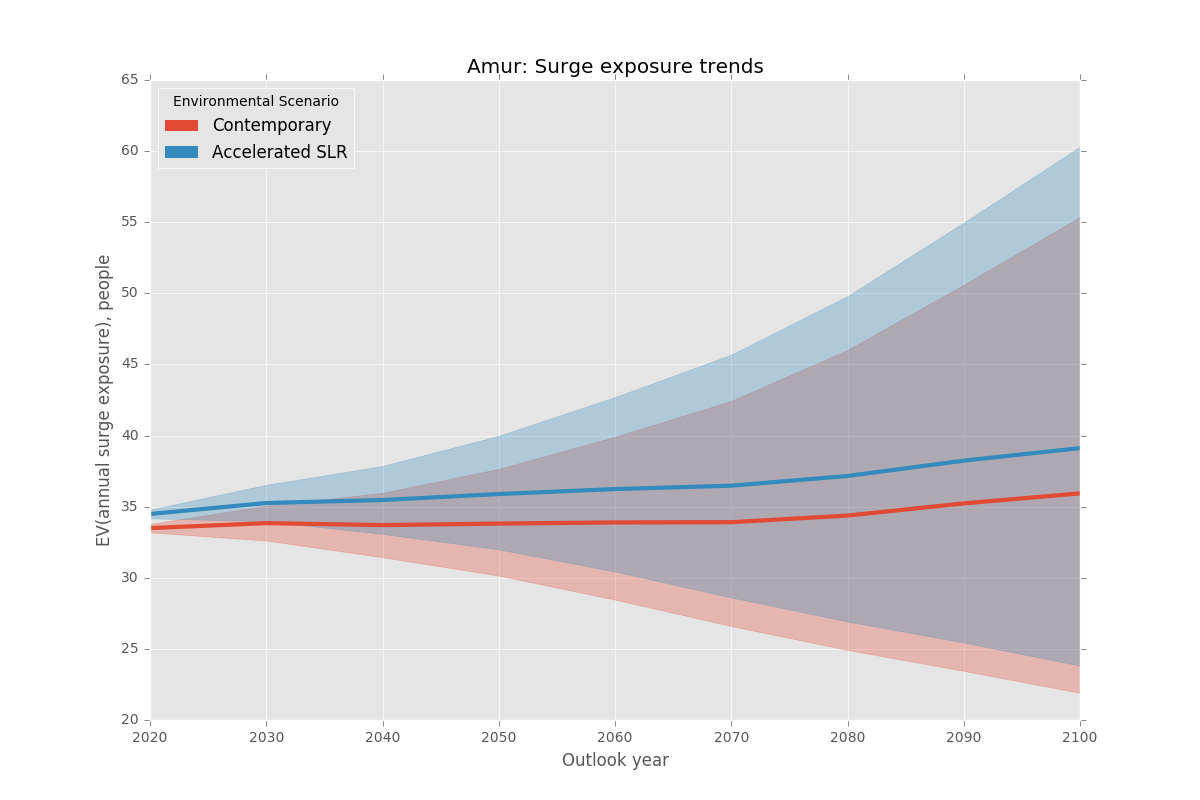 Amur: Surge exposure trends
Environmental Scenario
Contemporary
Accelerated SLR
EV(annual surge exposure), people
65
60
55
50
45
40
35
30
25
20
2020 2030 2040 2050 2060 2070 2080 2090 2100
Outlook year